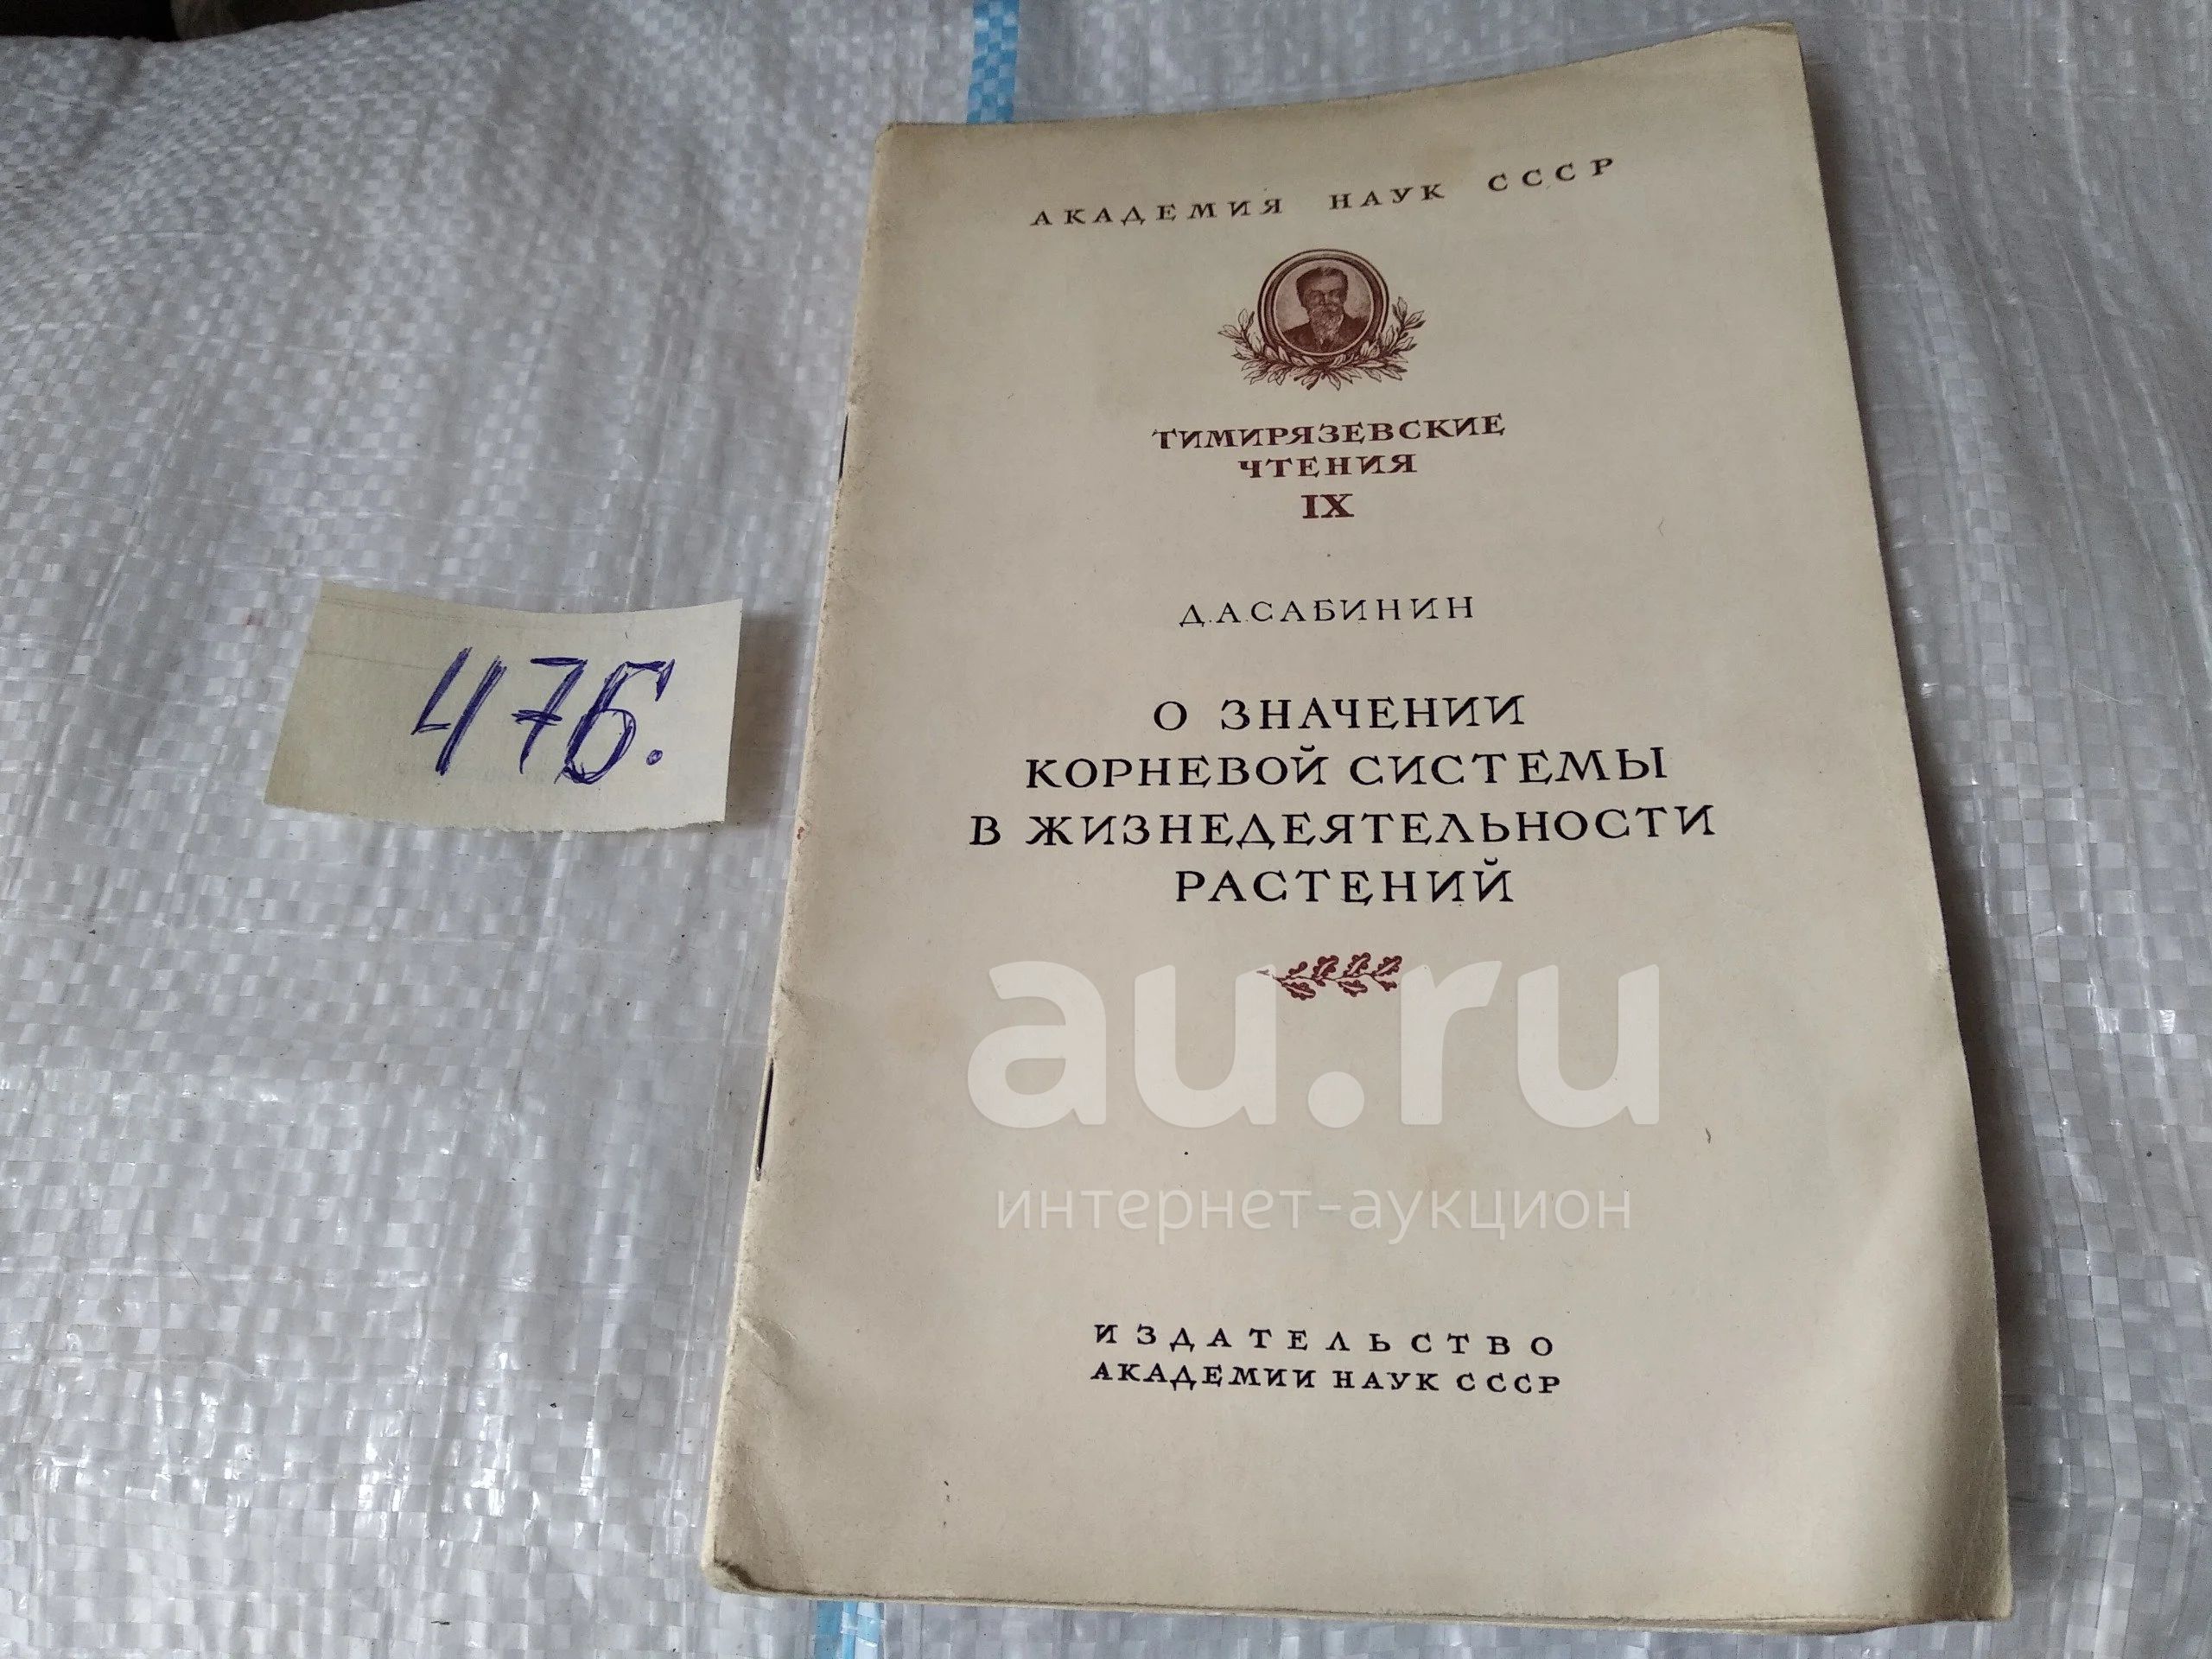 АКАДЕМИЯ НАУК СССР
ТИМИРЯЗЕВСКИЕ
ЧТЕНИЯ
IX
Д.А.САБИНИН
О ЗНАЧЕНИИ
КОРНЕВОЙ СИСТЕМЫ
В ЖИЗНЕДЕЯТЕЛЬНОСТИ
РАСТЕНИЙ
au.ru
интернет-аукцион
ИЗДАТЕЛЬСТВО
АКАДЕМИИ НАУК СССР
476.